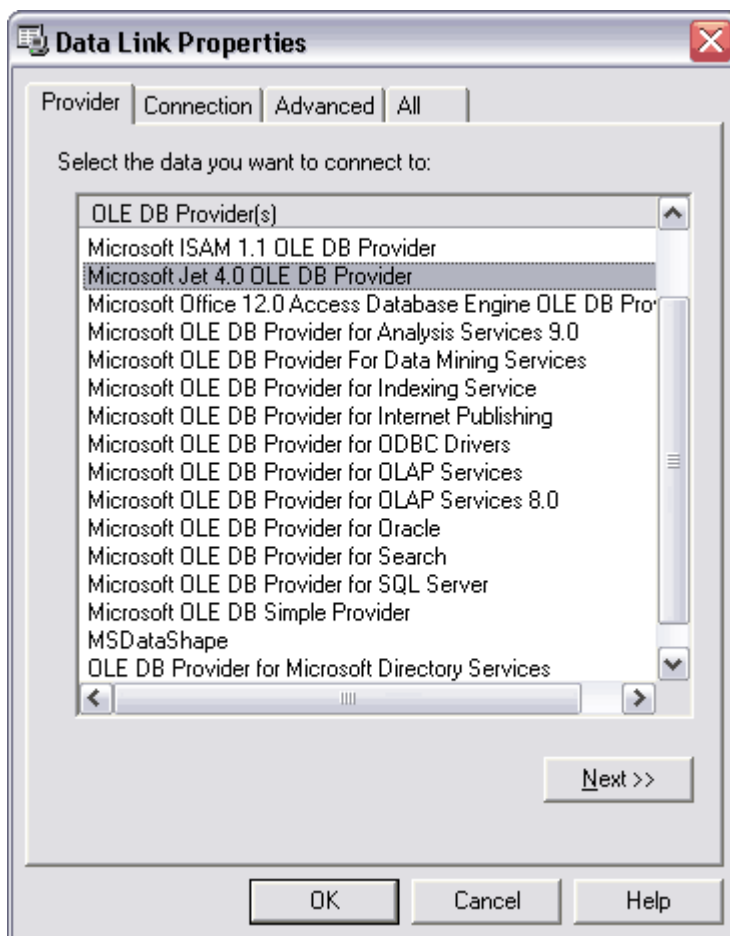 Data Link Properties
Provider Connection Advanced All
Select the data you want to connect to:
OLE DB Provider(s)
Microsoft ISAM 1.1 OLE DB Provider
Microsoft Jet 4.0 OLE DB Provider
Microsoft Office 12.0 Access Database Engine OLE DB Pro
Microsoft OLE DB Provider for Analysis Services 9.0
Microsoft OLE DB Provider For Data Mining Services
Microsoft OLE DB Provider for Indexing Service
Microsoft OLE DB Provider for Internet Publishing
Microsoft OLE DB Provider for ODBC Drivers
Microsoft OLE DB Provider for OLAP Services
Microsoft OLE DB Provider for OLAP Services 8.0
Microsoft OLE DB Provider for Oracle
Microsoft OLE DB Provider for Search
Microsoft OLE DB Provider for SQL Server
Microsoft OLE DB Simple Provider
MSDataShape
OLE DB Provider for Microsoft Directory Services
Next >>
OK Cancel Help